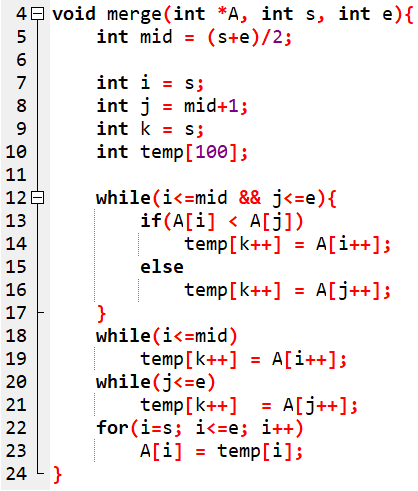 4 void merge(int *A, int s, int e){
5     int mid = (s+e)/2;
6
7     int i = s;
8     int j = mid+1;
9     int k = s;
10     int temp[100];
11
12     while(i<=mid && j<=e){
13         if(A[i] < A[j])
14             temp[k++] = A[i++];
15         else
16             temp[k++] = A[j++];
17     }
18     while(i<=mid)
19         temp[k++] = A[i++];
20     while(j<=e)
21         temp[k++]  = A[j++];
22     for(i=s; i<=e; i++)
23         A[i] = temp[i];
24 }